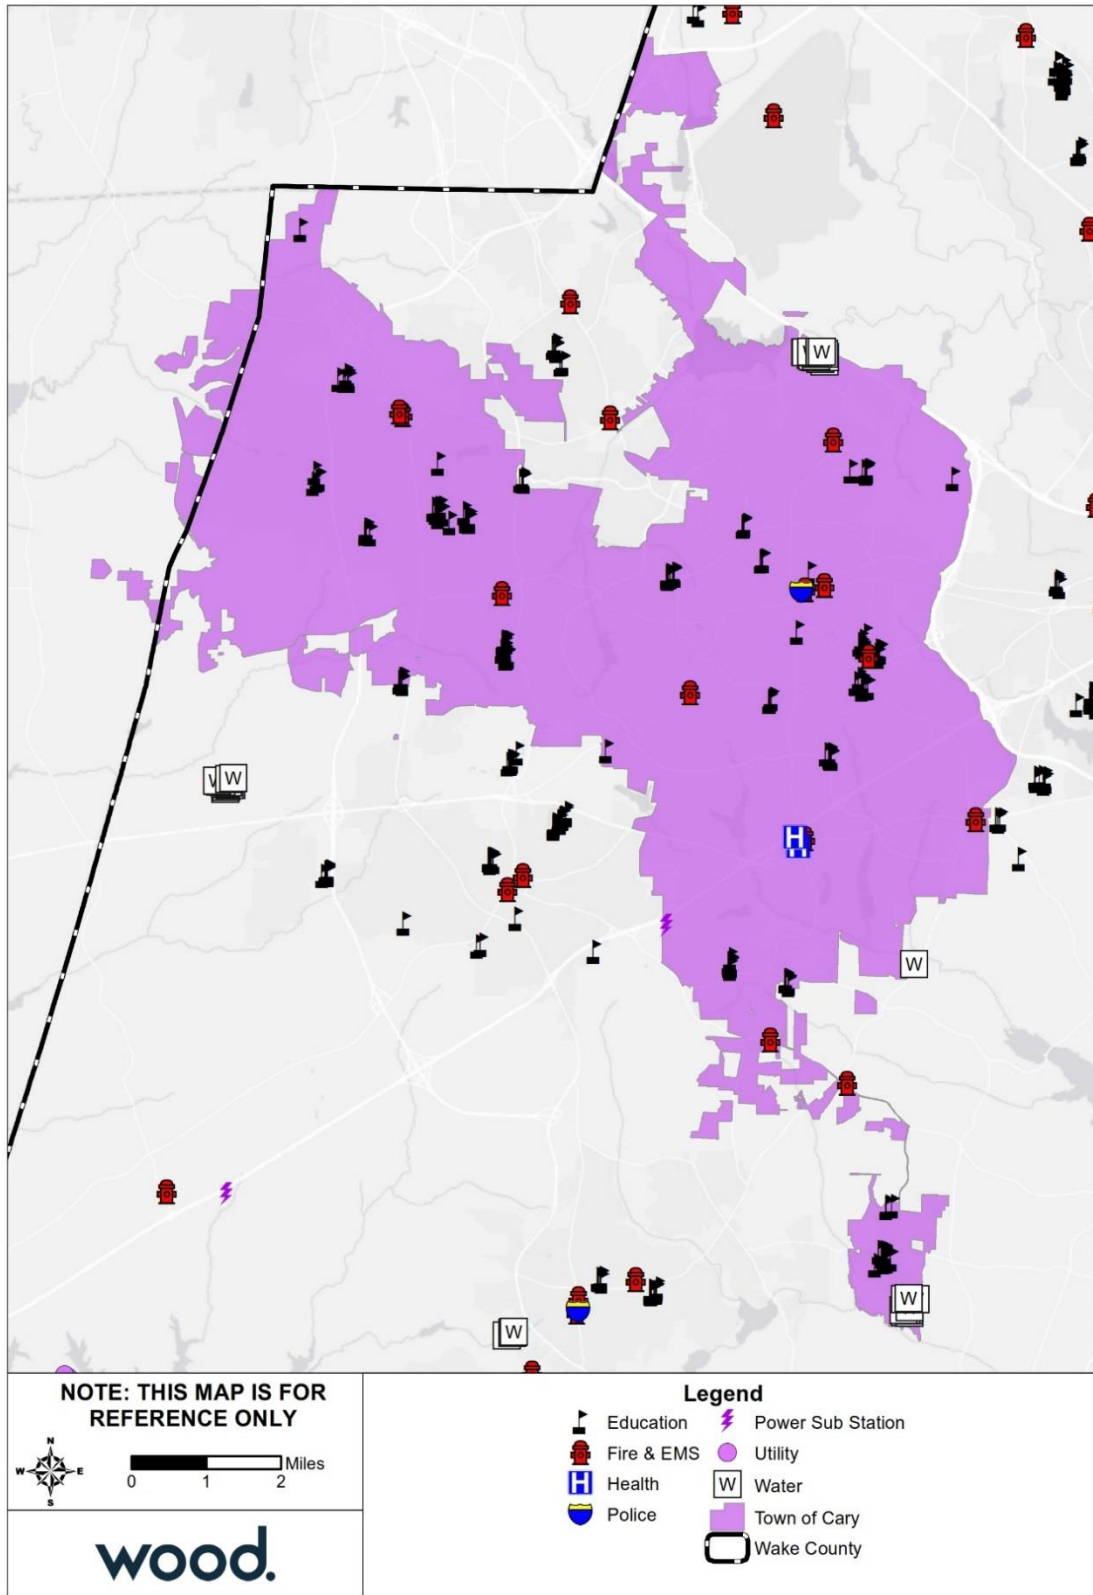 W
W
W
H
W
W
W
NOTE: THIS MAP IS FOR
REFERENCE ONLY
N
W E
S
0 1 2 Miles
wood.
Legend
Education
Fire & EMS
H Health
Police
Power Sub Station
Utility
W Water
Town of Cary
Wake County